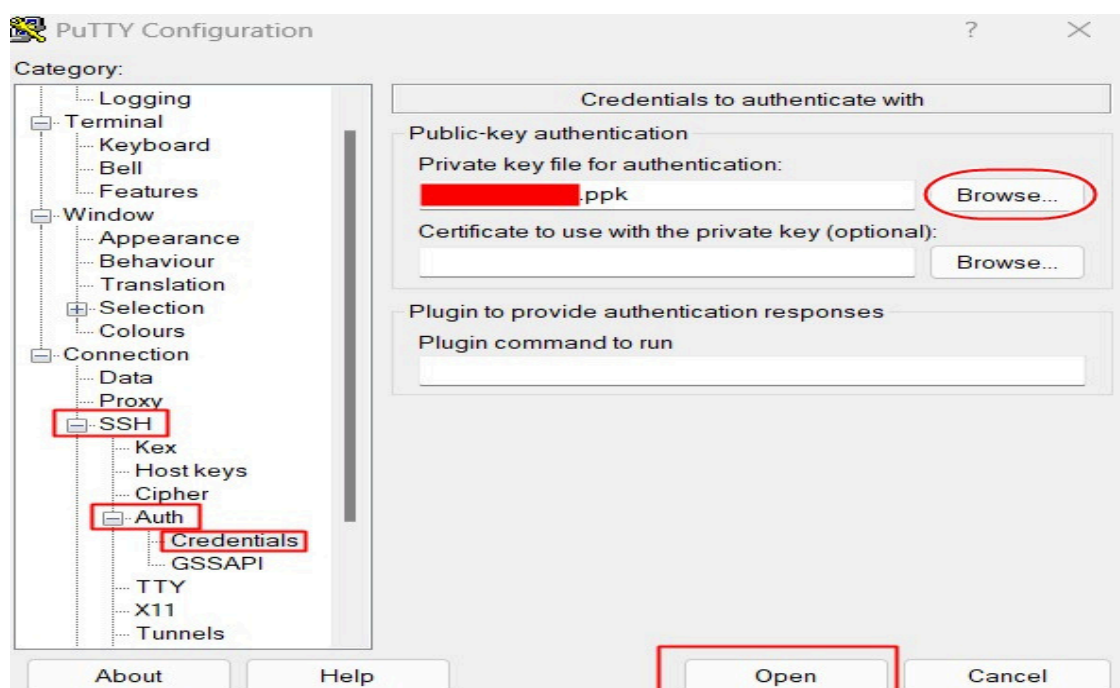 PuTTY Configuration
? ×
Category:
Logging
Terminal
Keyboard
Bell
Features
Window
Appearance
Behaviour
Translation
Selection
Colours
Connection
Data
Proxy
SSH
Kex
Host keys
Cipher
Auth
Credentials
GSSAPI
TTY
X11
Tunnels
Credentials to authenticate with
Public-key authentication
Private key file for authentication:
.ppk
Browse...
Certificate to use with the private key (optional):
Browse...
Plugin to provide authentication responses
Plugin command to run
About
Help
Open
Cancel